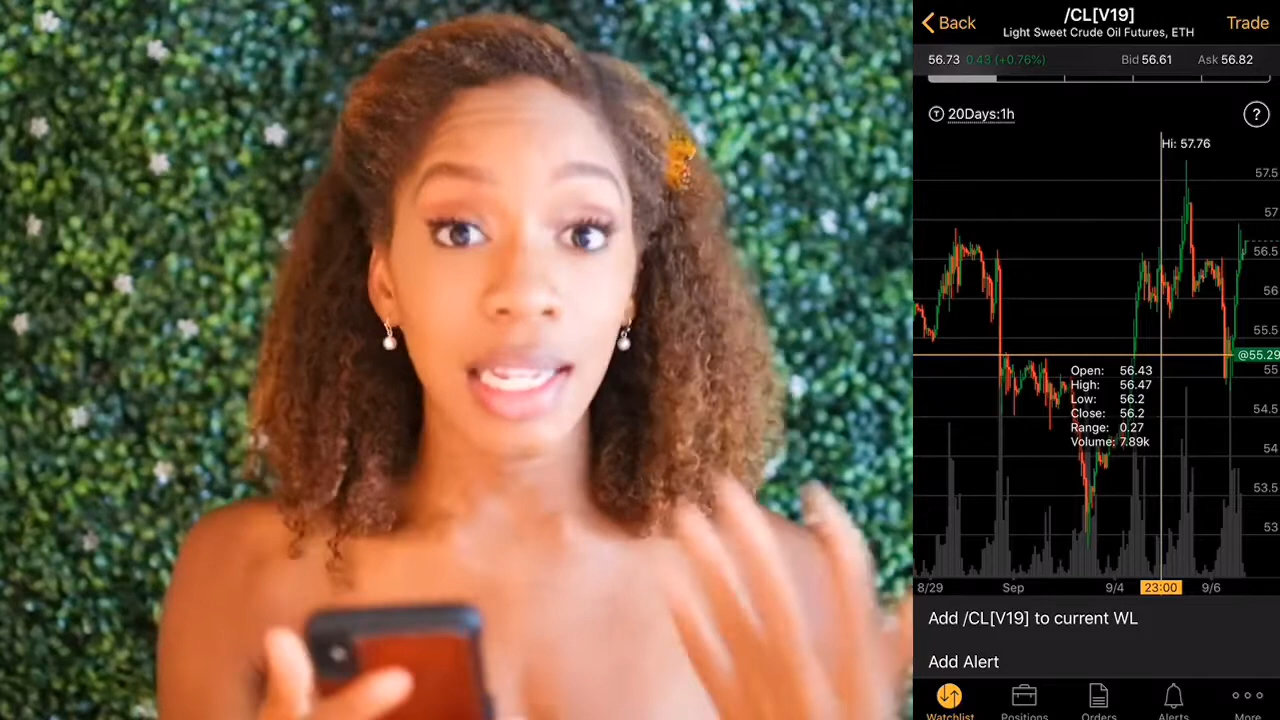 Back
/CL[V19]
Trade
Light Sweet Crude Oil Futures, ETH
56.73 0.43 (+0.76%) Bid 56.61 Ask 56.82
T 20Days:1h ?
Hi: 57.76
57.5
57
56.5
56
55.5
@55.29
55
54.5
54
53.5
53
Open: 56.43
High: 56.47
Low: 56.2
Close: 56.2
Range: 0.27
Volume: 7.89k
8/29 Sep 9/4 23:00 9/6
Add /CL[V19] to current WL
Add Alert
Watchlist Positions Orders Alerts More